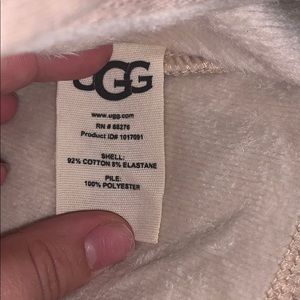 UGG
www.ugg.com
RN # 88276
Product ID# 1017091
SHELL:
92% COTTON 8% ELASTANE
PILE:
100% POLYESTER